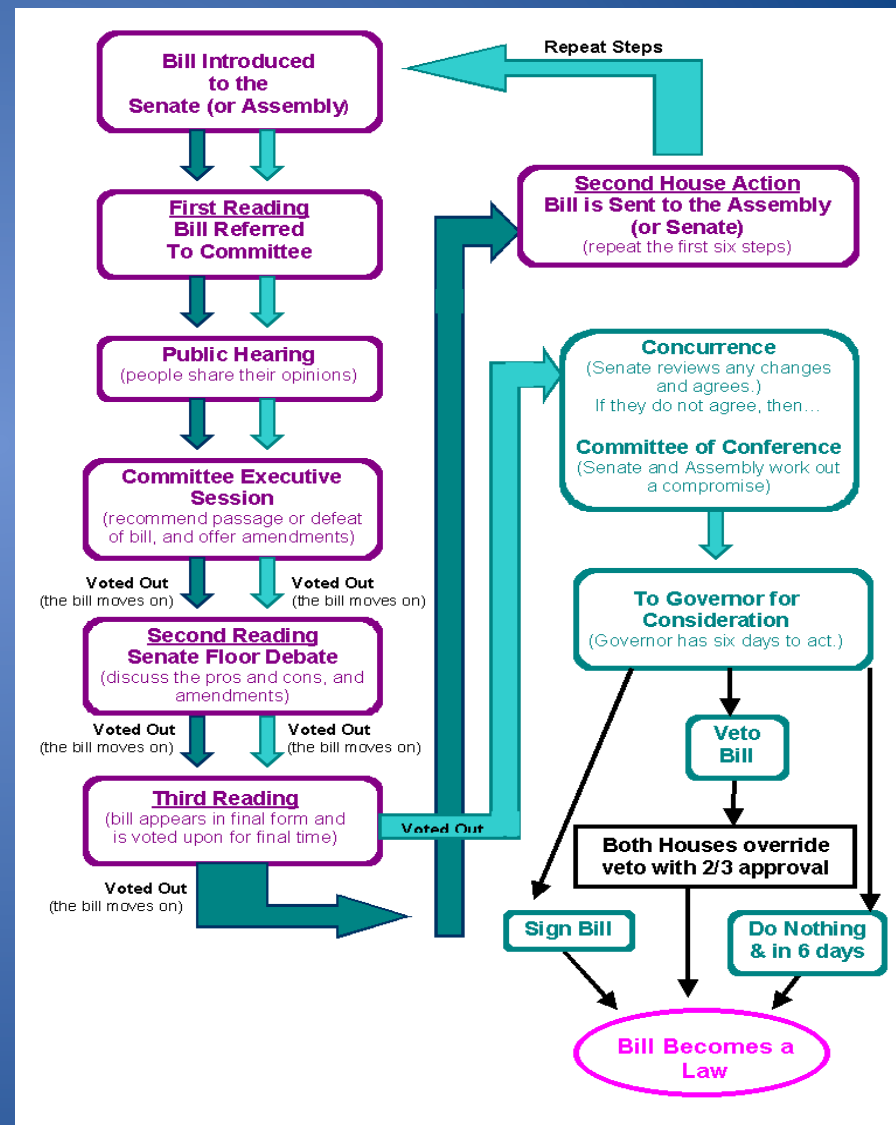 Repeat Steps
Bill Introduced
to the
Senate (or Assembly)
First Reading
Bill Referred
To Committee
Second House Action
Bill is Sent to the Assembly
(or Senate)
(repeat the first six steps)
Public Hearing
(people share their opinions)
Committee Executive
Session
(recommend passage or defeat
of bill, and offer amendments)
Voted Out
(the bill moves on)
Voted Out
(the bill moves on)
Second Reading
Senate Floor Debate
(discuss the pros and cons, and
amendments)
Voted Out
(the bill moves on)
Voted Out
(the bill moves on)
Third Reading
(bill appears in final form and
is voted upon for final time)
Voted Out
Voted Out
(the bill moves on)
Concurrence
(Senate reviews any changes
and agrees.)
If they do not agree, then…
Committee of Conference
(Senate and Assembly work out
a compromise)
To Governor for
Consideration
(Governor has six days to act.)
Veto
Bill
Both Houses override
veto with 2/3 approval
Sign Bill
Do Nothing
& in 6 days
Bill Becomes a
Law